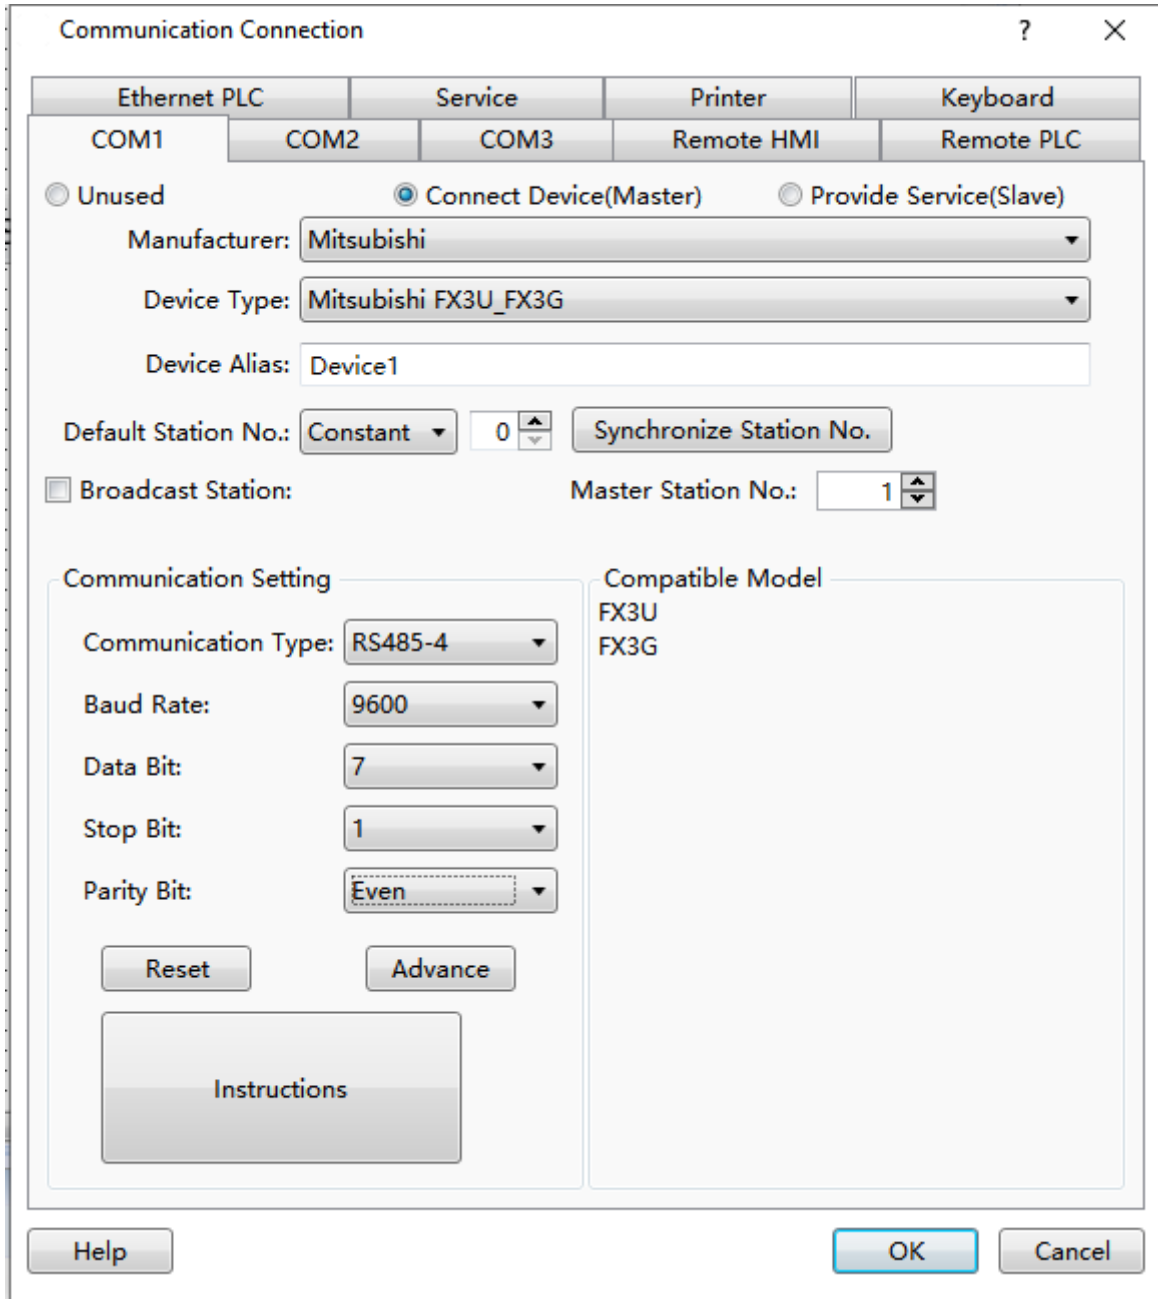 Communication Connection ? ✕
Ethernet PLC Service Printer Keyboard
COM1 COM2 COM3 Remote HMI Remote PLC
Unused Connect Device(Master) Provide Service(Slave)
Manufacturer: Mitsubishi
Device Type: Mitsubishi FX3U_FX3G
Device Alias: Device1
Default Station No.: Constant 0 Synchronize Station No.
Broadcast Station: Master Station No.: 1
Communication Setting
Communication Type: RS485-4
Baud Rate: 9600
Data Bit: 7
Stop Bit: 1
Parity Bit: Even
Reset Advance
Instructions
Compatible Model
FX3U
FX3G
Help OK Cancel